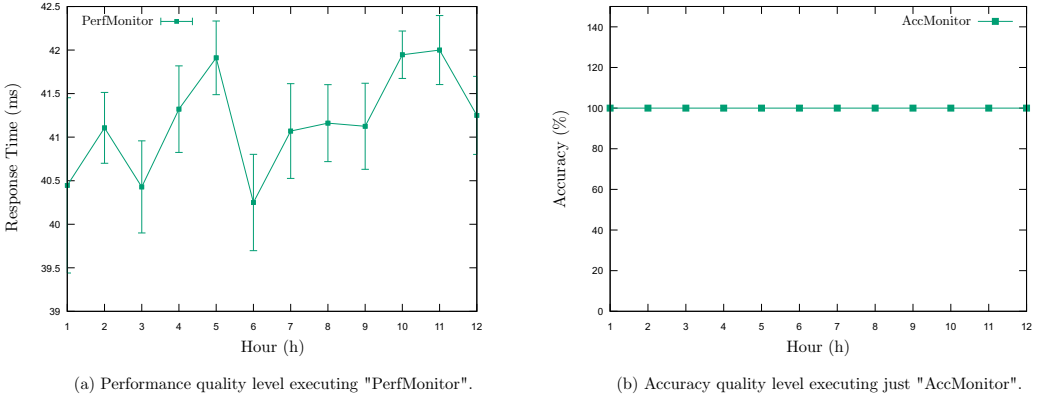 42.5
42
41.5
41
40.5
40
39.5
39
1 2 3 4 5 6 7 8 9 10 11 12
Response Time (ms)
Hour (h)
PerfMonitor
(a) Performance quality level executing "PerfMonitor".
140
120
100
80
60
40
20
0
1 2 3 4 5 6 7 8 9 10 11 12
Accuracy (%)
Hour (h)
AccMonitor
(b) Accuracy quality level executing just "AccMonitor".